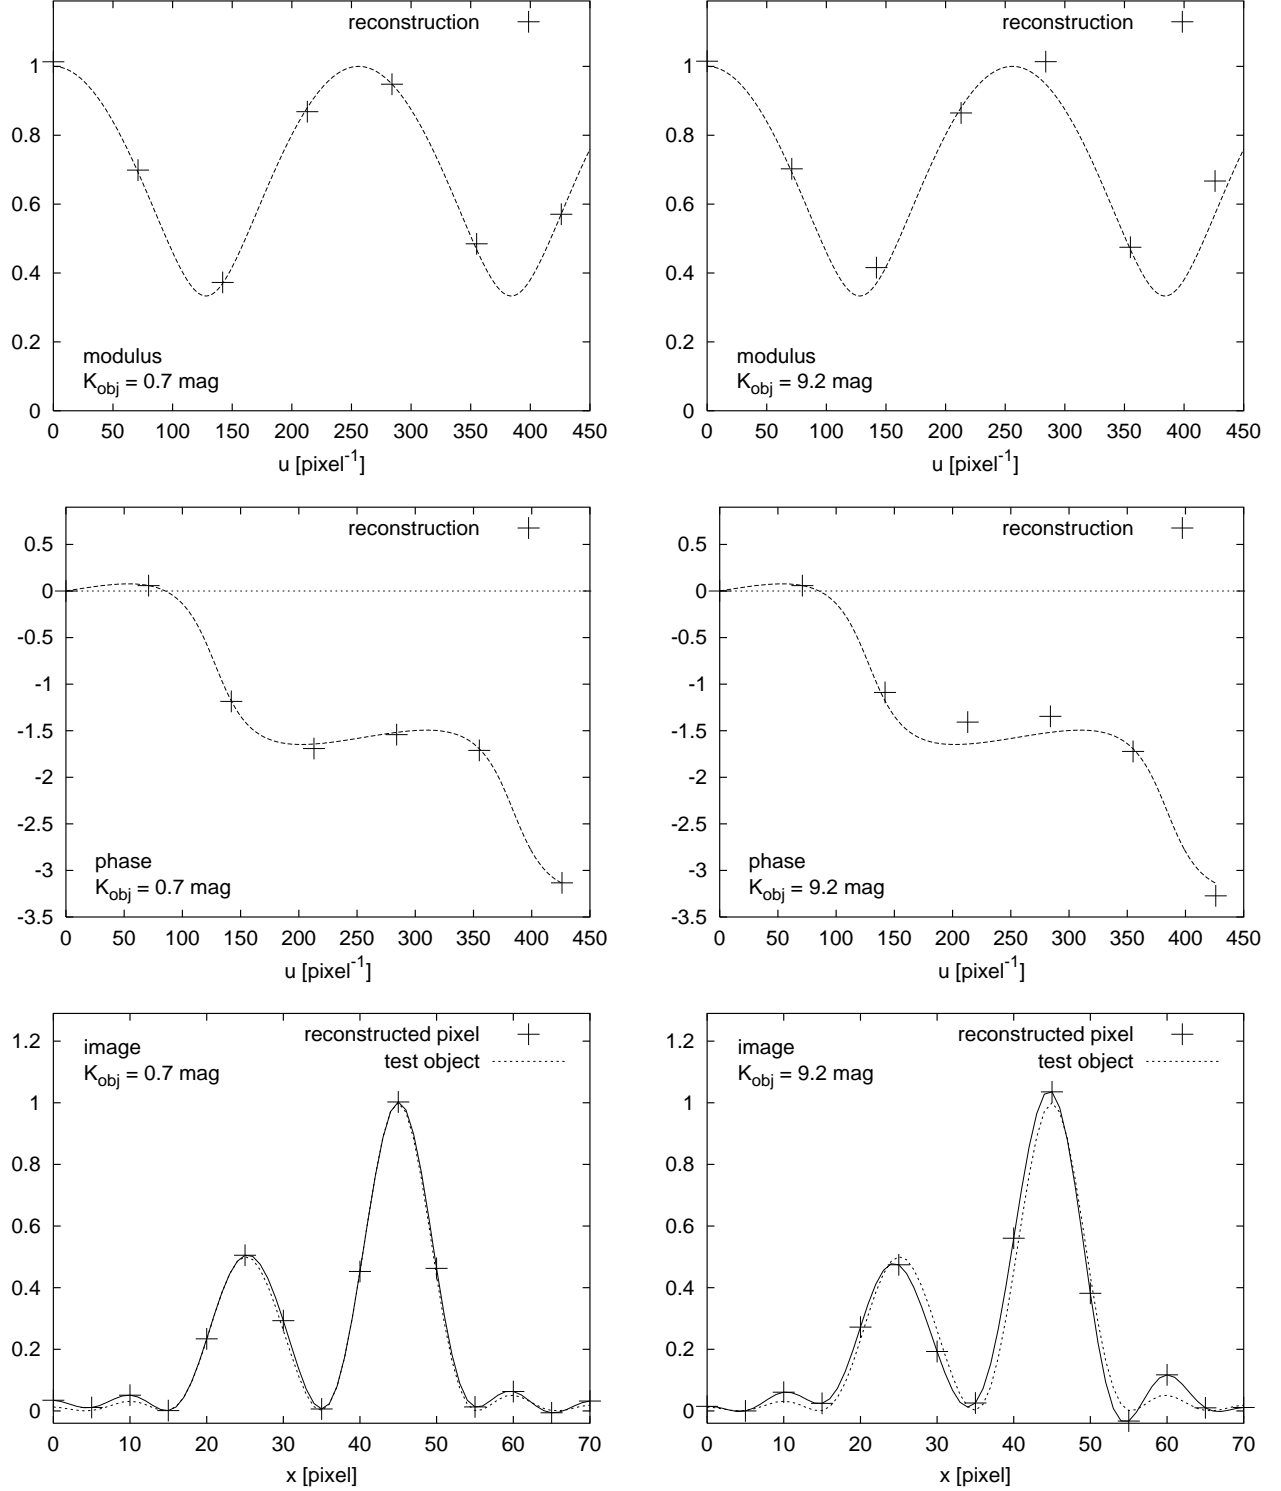 reconstruction
1
0.8
0.6
0.4
0.2
0
modulus
K_obj = 0.7 mag
0 50 100 150 200 250 300 350 400 450
u [pixel^-1]
reconstruction
1
0.8
0.6
0.4
0.2
0
modulus
K_obj = 9.2 mag
0 50 100 150 200 250 300 350 400 450
u [pixel^-1]
reconstruction
0.5
0
-0.5
-1
-1.5
-2
-2.5
-3
-3.5
phase
K_obj = 0.7 mag
0 50 100 150 200 250 300 350 400 450
u [pixel^-1]
reconstruction
0.5
0
-0.5
-1
-1.5
-2
-2.5
-3
-3.5
phase
K_obj = 9.2 mag
0 50 100 150 200 250 300 350 400 450
u [pixel^-1]
image
K_obj = 0.7 mag
reconstructed pixel
test object
1.2
1
0.8
0.6
0.4
0.2
0
0 10 20 30 40 50 60 70
x [pixel]
image
K_obj = 9.2 mag
reconstructed pixel
test object
1.2
1
0.8
0.6
0.4
0.2
0
0 10 20 30 40 50 60 70
x [pixel]